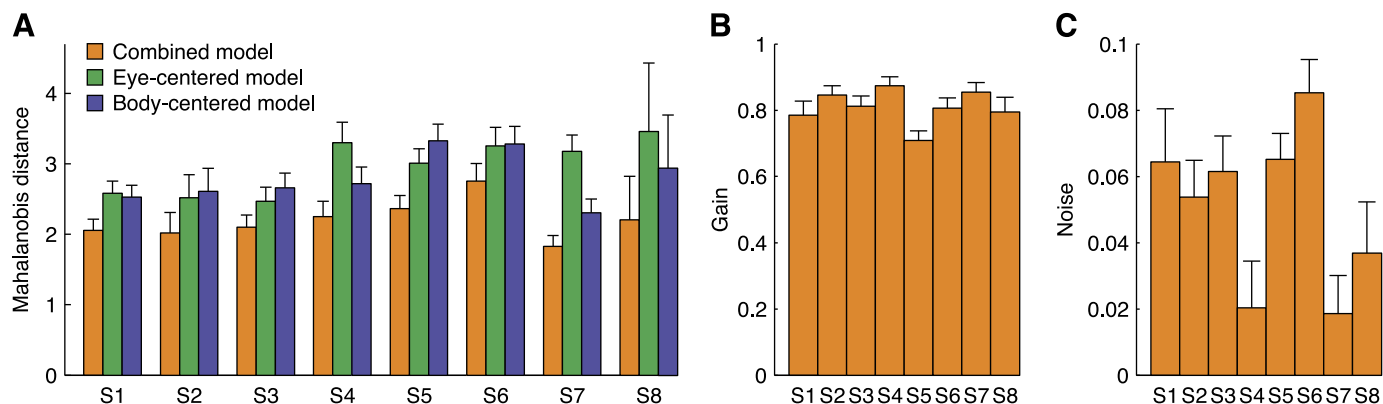 A
Combined model
Eye-centered model
Body-centered model
Mahalanobis distance
4
3
2
1
0
S1 S2 S3 S4 S5 S6 S7 S8
B
Gain
1
0.8
0.6
0.4
0.2
0
S1 S2 S3 S4 S5 S6 S7 S8
C
Noise
0.1
0.08
0.06
0.04
0.02
0
S1 S2 S3 S4 S5 S6 S7 S8